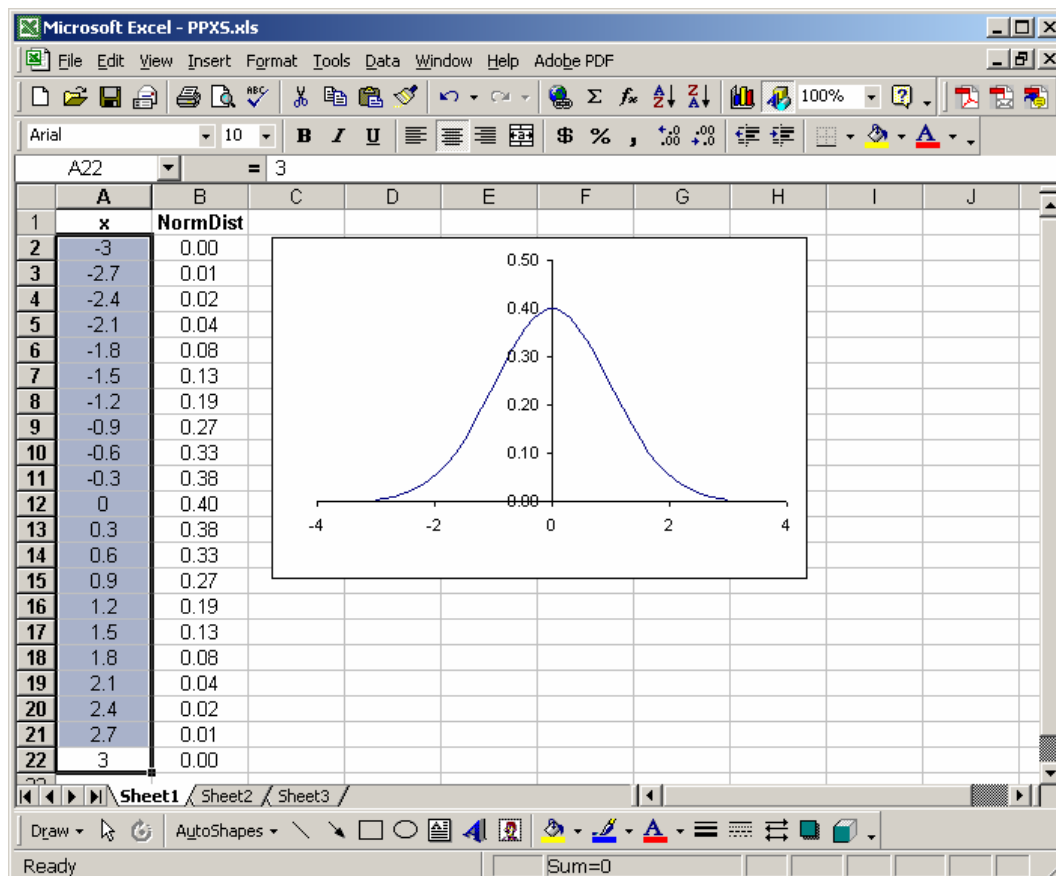 Microsoft Excel - PPXS.xls
File Edit View Insert Format Tools Data Window Help Adobe PDF
ABC Σ fx A Z Z A 100% ?
Arial 10 B I U a $ % , .0 .00 .00 .0 A
A22 = 3
A B C D E F G H I J
1 x NormDist
2 -3 0.00
3 -2.7 0.01
4 -2.4 0.02
5 -2.1 0.04
6 -1.8 0.08
7 -1.5 0.13
8 -1.2 0.19
9 -0.9 0.27
10 -0.6 0.33
11 -0.3 0.38
12 0 0.40
13 0.3 0.38
14 0.6 0.33
15 0.9 0.27
16 1.2 0.19
17 1.5 0.13
18 1.8 0.08
19 2.1 0.04
20 2.4 0.02
21 2.7 0.01
22 3 0.00
0.50
0.40
0.30
0.20
0.10
0.00
-4 -2 0 2 4
Sheet1 Sheet2 Sheet3
Draw AutoShapes A A
Ready Sum=0